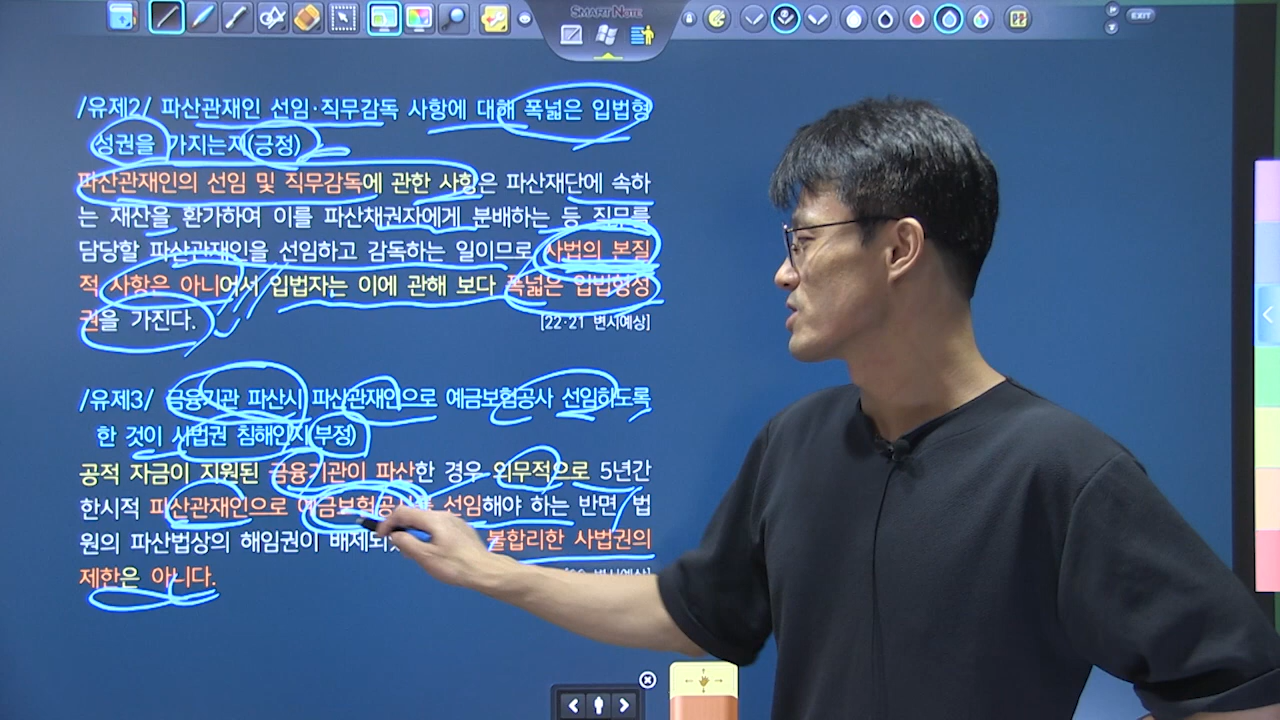 SMARTNOTE
EXIT
/유제2/ 파산관재인 선임·직무감독 사항에 대해 폭넓은 입법형
성권을 가지는지(긍정)
파산관재인의 선임 및 직무감독에 관한 사항은 파산재단에 속하
는 재산을 환가하여 이를 파산채권자에게 분배하는 등 직무를
담당할 파산관재인을 선임하고 감독하는 일이므로 사법의 본질
적 사항은 아니어서 입법자는 이에 관해 보다 폭넓은 입법형성
권을 가진다.
[22·21 변시예상]
/유제3/ 금융기관 파산시 파산관재인으로 예금보험공사 선임하도록
한 것이 사법권 침해인지(부정)
공적 자금이 지원된 금융기관이 파산한 경우 의무적으로 5년간
한시적 파산관재인으로 예금보험공사를 선임해야 하는 반면 법
원의 파산법상의 해임권이 배제되 불합리한 사법권의
제한은 아니다.
변시예상]